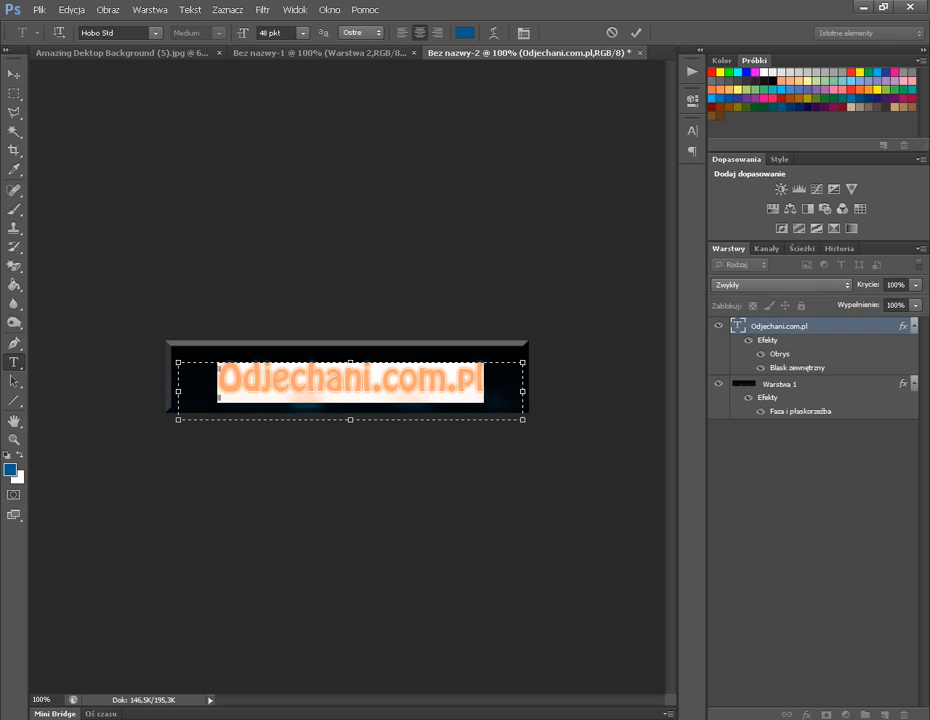 Ps Plik Edycja Obraz Warstwa Tekst Zaznacz Filtr Widok Okno Pomoc
T Hobo Std Medium 48 pkt aa Ostre Istotne elementy
Amazing Dektop Background (5).jpg @ 6... × Bez nazwy-1 @ 100% (Warstwa 2,RGB/8... × Bez nazwy-2 @ 100% (Odjechani.com.pl,RGB/8) * ×
Kolor Próbki
Dopasowania Style
Dodaj dopasowanie
Warstwy Kanały Ścieżki Historia
Rodzaj
Zwykły Krycie: 100%
Zablokuj: Wypełnienie: 100%
Odjechani.com.pl fx
Efekty
Obrys
Blask zewnętrzny
Warstwa 1 fx
Efekty
Faza i płaskorzeźba
Odjechani.com.pl
100% Dok: 146,5K/195,3K
Mini Bridge Oś czasu